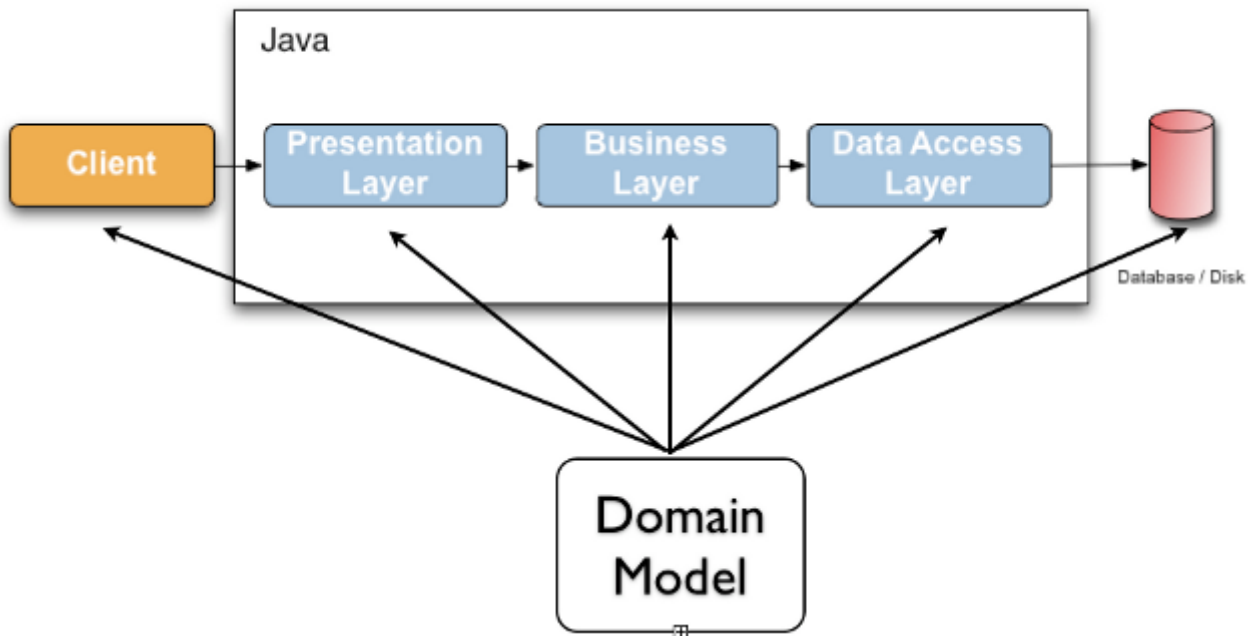 Java
Client
Presentation
Layer
Business
Layer
Data Access
Layer
Database / Disk
Domain
Model